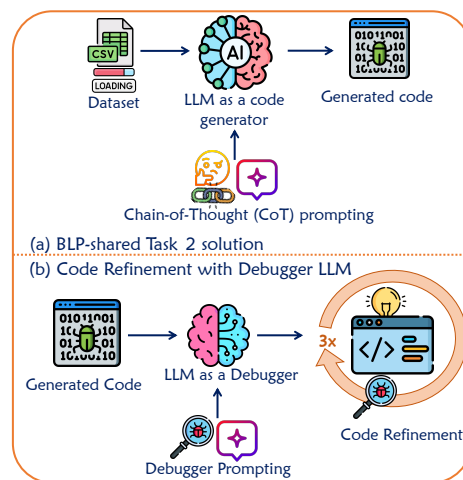 CSV
LOADING
Dataset
AI
LLM as a code
generator
010110101
Generated code
Chain-of-Thought (CoT) prompting
(a) BLP-shared Task 2 solution
(b) Code Refinement with Debugger LLM
Generated Code
LLM as a Debugger
3x
</>
Code Refinement
Debugger Prompting